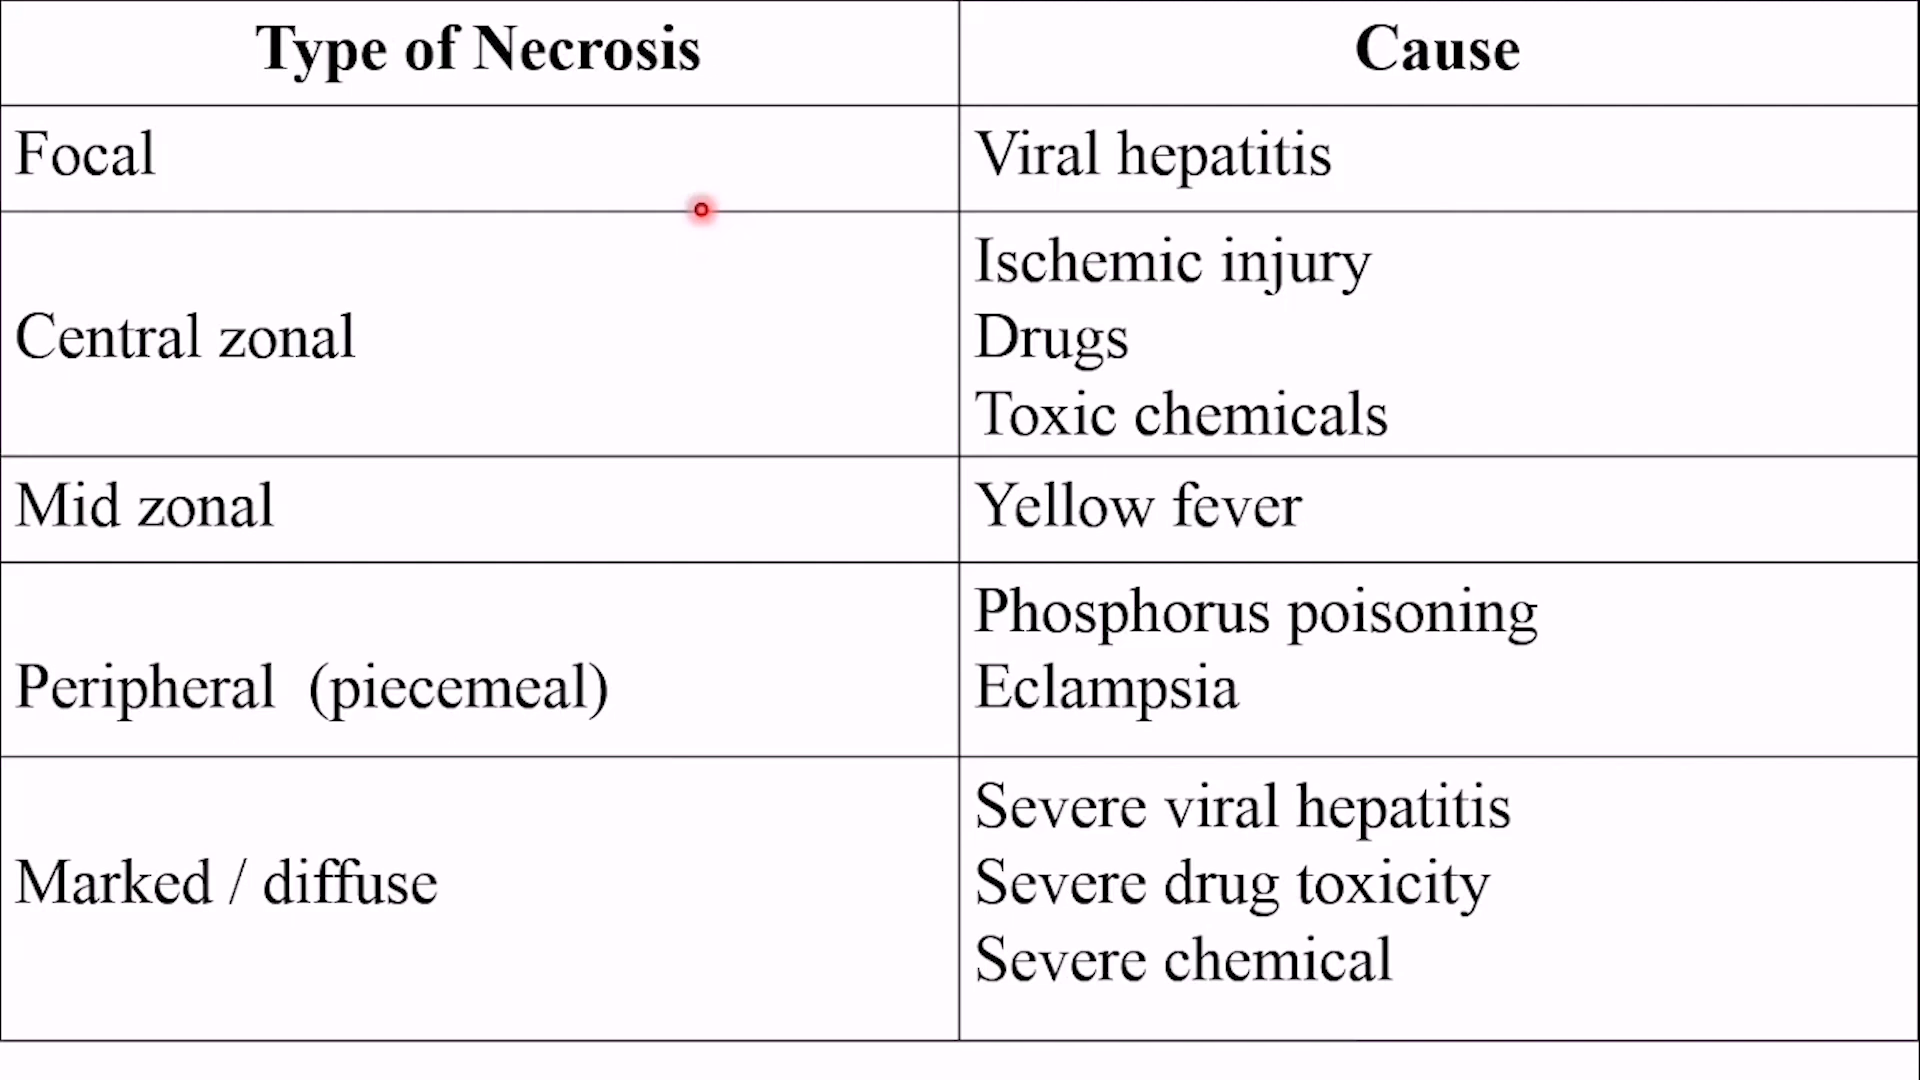 Type of Necrosis
Cause
Focal
Viral hepatitis
Central zonal
Ischemic injury
Drugs
Toxic chemicals
Mid zonal
Yellow fever
Peripheral  (piecemeal)
Phosphorus poisoning
Eclampsia
Marked / diffuse
Severe viral hepatitis
Severe drug toxicity
Severe chemical